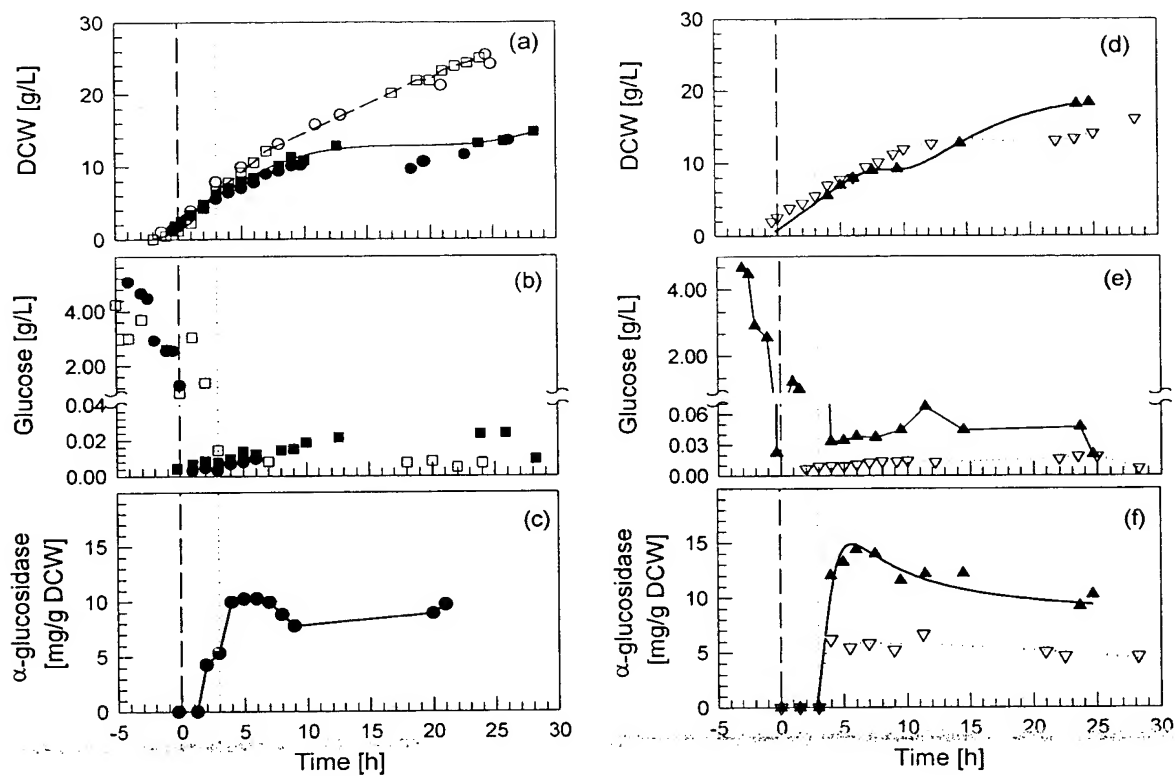 (a)
DCW [g/L]
30
20
10
0
(b)
Glucose [g/L]
4.00
2.00
0.04
0.02
0.00
(c)
α-glucosidase
[mg/g DCW]
15
10
5
0
-5 0 5 10 15 20 25 30
Time [h]
(d)
DCW [g/L]
30
20
10
0
(e)
Glucose [g/L]
4.00
2.00
0.06
0.03
0.00
(f)
α-glucosidase
[mg/g DCW]
15
10
5
0
-5 0 5 10 15 20 25 30
Time [h]